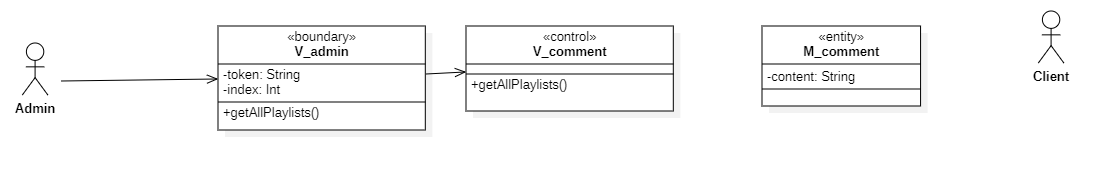 Admin
«boundary»
V_admin
-token: String
-index: Int
+getAllPlaylists()
«control»
V_comment
+getAllPlaylists()
«entity»
M_comment
-content: String
Client